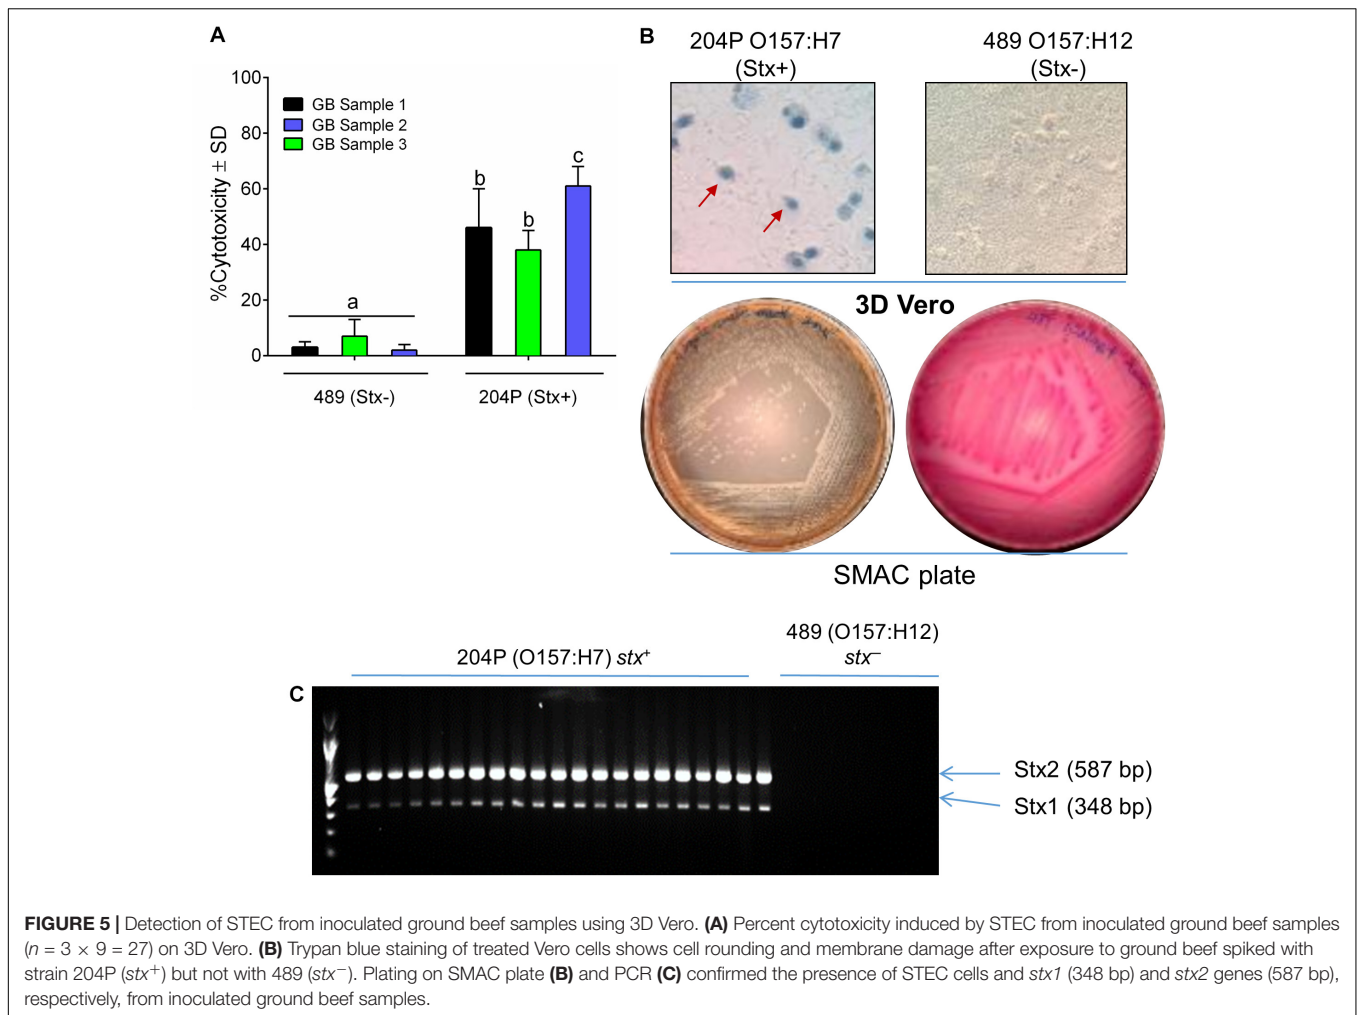 A
100
80
60
40
20
0
%Cytotoxicity ± SD
GB Sample 1
GB Sample 2
GB Sample 3
a
b
b
c
489 (Stx-)
204P (Stx+)
B
204P O157:H7
(Stx+)
489 O157:H12
(Stx-)
3D Vero
SMAC plate
204P (O157:H7) stx+
489 (O157:H12)
stx–
C
Stx2 (587 bp)
Stx1 (348 bp)
FIGURE 5 | Detection of STEC from inoculated ground beef samples using 3D Vero. (A) Percent cytotoxicity induced by STEC from inoculated ground beef samples
(n = 3 × 9 = 27) on 3D Vero. (B) Trypan blue staining of treated Vero cells shows cell rounding and membrane damage after exposure to ground beef spiked with
strain 204P (stx+) but not with 489 (stx−). Plating on SMAC plate (B) and PCR (C) confirmed the presence of STEC cells and stx1 (348 bp) and stx2 genes (587 bp),
respectively, from inoculated ground beef samples.